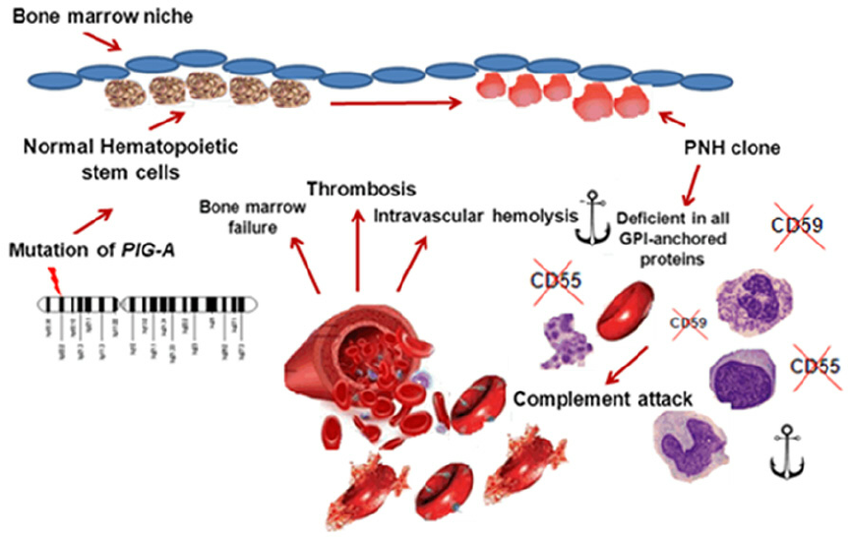 Bone marrow niche
Normal Hematopoietic
stem cells
PNH clone
Thrombosis
Bone marrow
failure
Intravascular hemolysis
Deficient in all
GPI-anchored
proteins
CD59
Mutation of PIG-A
CD55
CD59
CD55
Complement attack